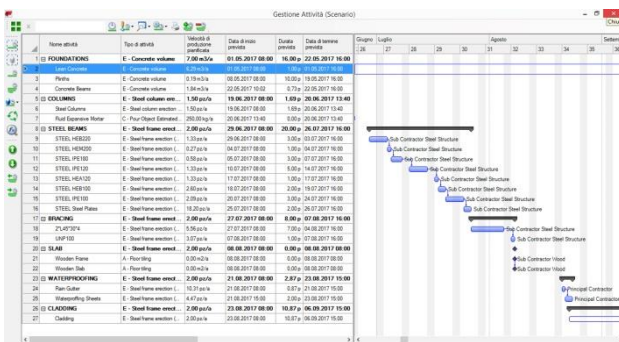 Gestione Attività (Scenario)
Chiu
Nome attività Tipo di attività Velocità di produzione pianificata Data di inizio prevista Durata prevista Data di termine prevista
Giugno Luglio Agosto Settem
26 27 28 29 30 31 32 33 34 35 36
1 FOUNDATIONS E - Concrete volume 7,00 m3/a 01.05.2017 08:00 16,00 p 22.05.2017 16:00
2 Lean Concrete E - Concrete volume 01.05.2017 08:00 01.05.2017 16:00
3 Plinths E - Concrete volume 0,19 m3/a 08.05.2017 08:00 10,00 p 19.05.2017 16:00
4 Concrete Beams E - Concrete volume 1,84 m3/a 22.05.2017 10:02 0,73 p 22.05.2017 16:00
5 COLUMNS E - Steel column ere... 1,50 pz/a 19.06.2017 08:00 1,69 p 20.06.2017 13:40
6 Steel Columns E - Steel column erection ... 1,50 pz/a 19.06.2017 08:00 1,69 p 20.06.2017 13:40
7 Fluid Expansive Mortar C - Pour Object Estimated... 250,00 kg/a 20.06.2017 13:40 0,00 p 20.06.2017 13:40
8 STEEL BEAMS E - Steel frame erect... 2,00 pz/a 29.06.2017 08:00 20,00 p 26.07.2017 16:00
9 STEEL HEB220 E - Steel frame erection (... 1,33 pz/a 29.06.2017 08:00 3,00 p 03.07.2017 16:00 Sub Contractor Steel Structure
10 STEEL HEM200 E - Steel frame erection (... 0,27 pz/a 04.07.2017 08:00 1,00 p 04.07.2017 16:00 Sub Contractor Steel Structure
11 STEEL IPE180 E - Steel frame erection (... 0,58 pz/a 05.07.2017 08:00 3,00 p 07.07.2017 16:00 Sub Contractor Steel Structure
12 STEEL IPE120 E - Steel frame erection (... 1,33 pz/a 10.07.2017 08:00 5,00 p 14.07.2017 16:00 Sub Contractor Steel Structure
13 STEEL HEA120 E - Steel frame erection (... 1,33 pz/a 17.07.2017 08:00 1,00 p 17.07.2017 16:00 Sub Contractor Steel Structure
14 STEEL HEB100 E - Steel frame erection (... 2,60 pz/a 18.07.2017 08:00 2,00 p 19.07.2017 16:00 Sub Contractor Steel Structure
15 STEEL IPE100 E - Steel frame erection (... 2,09 pz/a 20.07.2017 08:00 3,00 p 24.07.2017 16:00 Sub Contractor Steel Structure
16 STEEL Steel Plates E - Steel frame erection (... 18,20 pz/a 25.07.2017 08:00 2,00 p 26.07.2017 16:00 Sub Contractor Steel Structure
17 BRACING E - Steel frame erect... 2,00 pz/a 27.07.2017 08:00 8,00 p 07.08.2017 16:00
18 2*L45*30*4 E - Steel frame erection (... 5,56 pz/a 27.07.2017 08:00 7,00 p 04.08.2017 16:00 Sub Contractor Steel Structure
19 UNP100 E - Steel frame erection (... 3,07 pz/a 07.08.2017 08:00 1,00 p 07.08.2017 16:00 Sub Contractor Steel Structure
20 SLAB E - Steel frame erect... 2,00 pz/a 08.08.2017 08:00 0,00 p 08.08.2017 08:00
21 Wooden Frame A - Floor tiling 0,00 m2/a 08.08.2017 08:00 0,00 p 08.08.2017 08:00 Sub Contractor Wood
22 Wooden Slab A - Floor tiling 0,00 m2/a 08.08.2017 08:00 0,00 p 08.08.2017 08:00 Sub Contractor Wood
23 WATERPROOFING E - Steel frame erect... 2,00 pz/a 21.08.2017 08:00 2,87 p 23.08.2017 15:00
24 Rain Gutter E - Steel frame erection (... 10,31 pz/a 21.08.2017 08:00 21.08.2017 15:00 Principal Contractor
25 Waterproofing Sheets E - Steel frame erection (... 4,47 pz/a 21.08.2017 15:00 2,00 p 23.08.2017 15:00 Principal Contractor
26 CLADDING E - Steel frame erect... 2,00 pz/a 23.08.2017 15:00 10,87 p 06.09.2017 15:00
27 Cladding E - Steel frame erection (... 2,00 pz/a 23.08.2017 15:00 10,87 p 06.09.2017 15:00